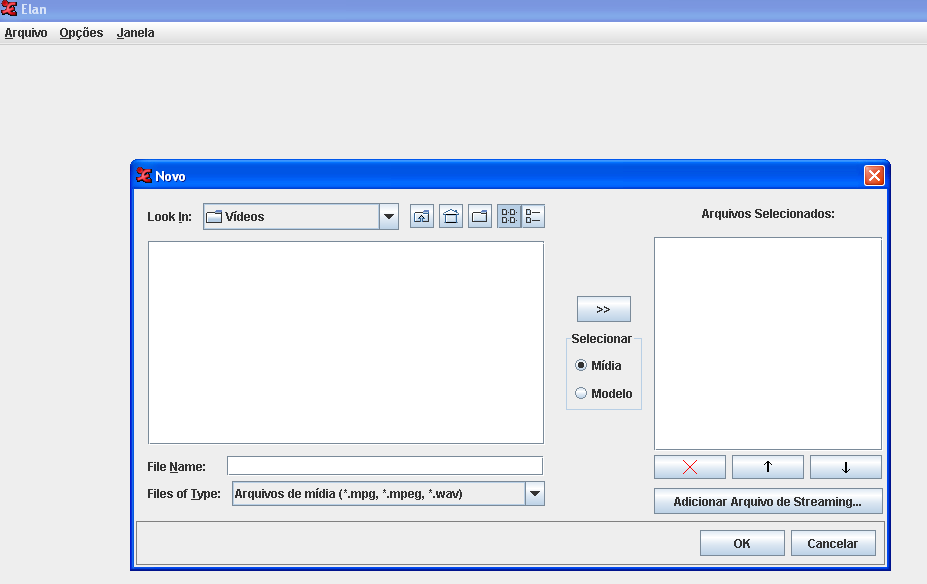 Elan
Arquivo Opções Janela
Novo
Look In: Vídeos
Arquivos Selecionados:
>>
Selecionar
Mídia
Modelo
File Name:
Files of Type: Arquivos de mídia (*.mpg, *.mpeg, *.wav)
Adicionar Arquivo de Streaming...
OK Cancelar